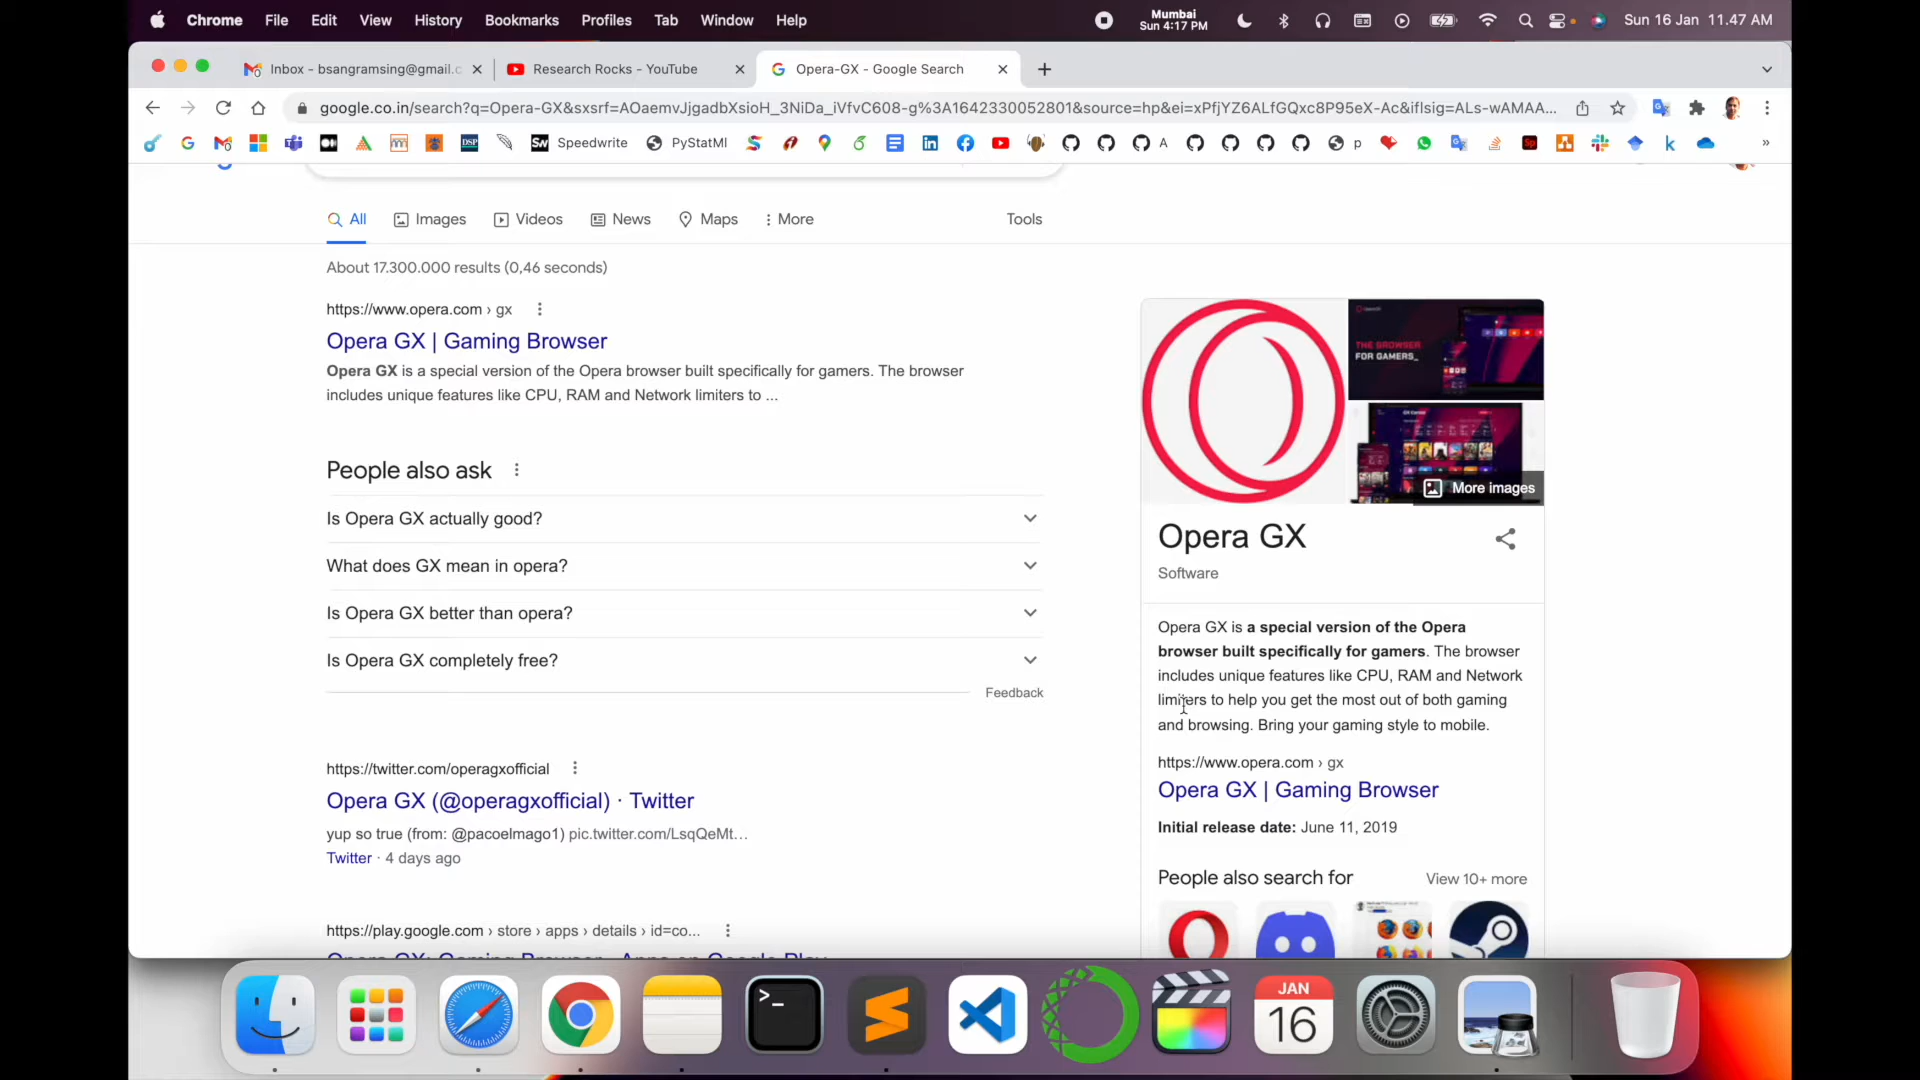 Chrome File Edit View History Bookmarks Profiles Tab Window Help
Mumbai
Sun 4:17 PM
Sun 16 Jan 11.47 AM
Inbox - bsangramsing@gmail.c
Research Rocks - YouTube
Opera-GX - Google Search
google.co.in/search?q=Opera-GX&sxsrf=AOaemvJjgadbXsioH_3NiDa_iVfvC608-g%3A1642330052801&source=hp&ei=xPfjYZ6ALfGQxc8P95eX-Ac&iflsig=ALs-wAMAA...
DSP
SW Speedwrite
PyStatMl
A
p
Sp
k
»
All Images Videos News Maps More Tools
About 17.300.000 results (0,46 seconds)
https://www.opera.com › gx
Opera GX | Gaming Browser
Opera GX is a special version of the Opera browser built specifically for gamers. The browser
includes unique features like CPU, RAM and Network limiters to ...
People also ask
Is Opera GX actually good?
What does GX mean in opera?
Is Opera GX better than opera?
Is Opera GX completely free?
Feedback
https://twitter.com/operagxofficial
Opera GX (@operagxofficial) · Twitter
yup so true (from: @pacoelmago1) pic.twitter.com/LsqQeMt...
Twitter · 4 days ago
https://play.google.com › store › apps › details › id=co...
Opera GX: Gaming Browser - Apps on Google Play
THE BROWSER
FOR GAMERS_
More images
Opera GX
Software
Opera GX is a special version of the Opera
browser built specifically for gamers. The browser
includes unique features like CPU, RAM and Network
limiters to help you get the most out of both gaming
and browsing. Bring your gaming style to mobile.
https://www.opera.com › gx
Opera GX | Gaming Browser
Initial release date: June 11, 2019
People also search for
View 10+ more
JAN
16